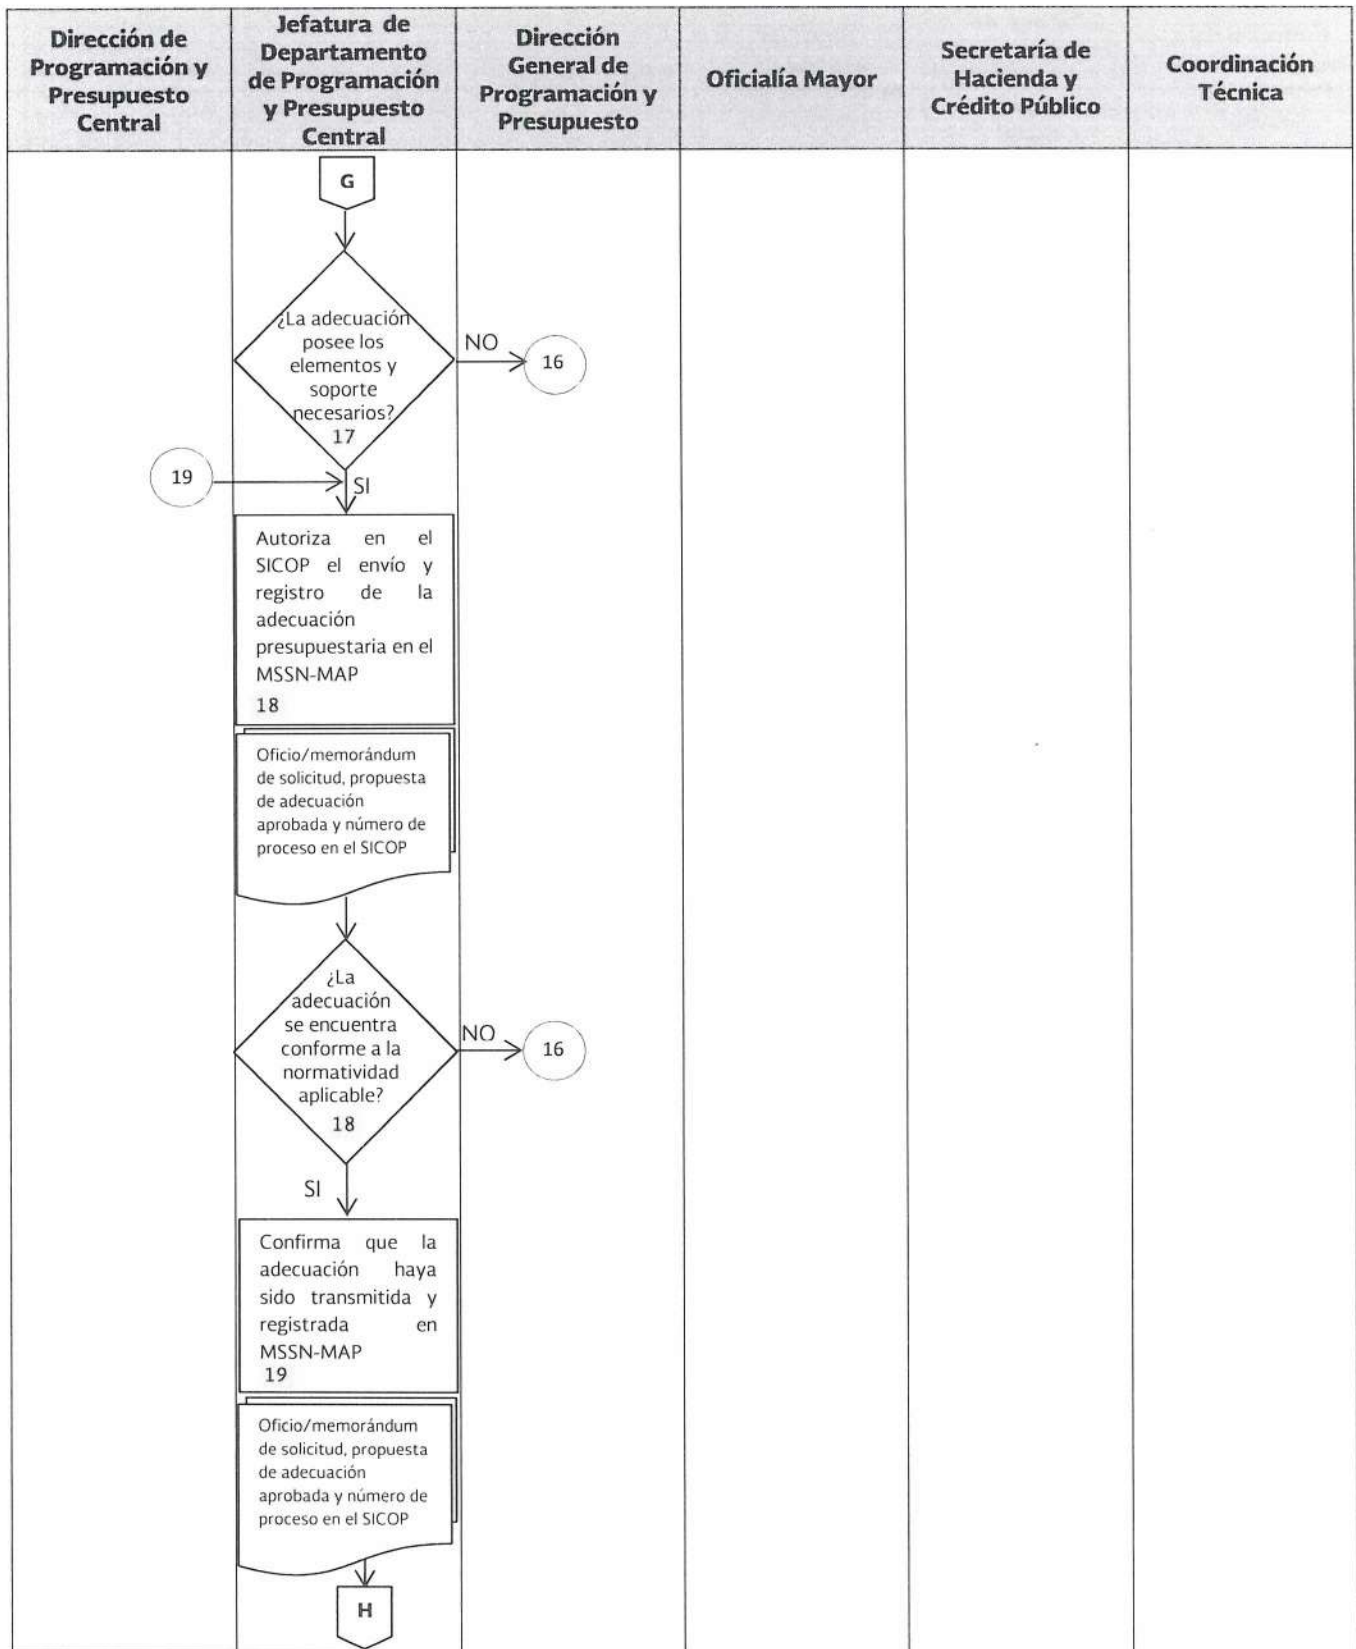 Dirección de
Programación y
Presupuesto
Central
Jefatura de
Departamento
de Programación
y Presupuesto
Central
Dirección
General de
Programación y
Presupuesto
Oficialía Mayor
Secretaría de
Hacienda y
Crédito Público
Coordinación
Técnica
G
¿La adecuación
posee los
elementos y
soporte
necesarios?
17
NO
16
19
SI
Autoriza en el
SICOP el envío y
registro de la
adecuación
presupuestaria en el
MSSN-MAP
18
Oficio/memorándum
de solicitud, propuesta
de adecuación
aprobada y número de
proceso en el SICOP
¿La
adecuación
se encuentra
conforme a la
normatividad
aplicable?
18
NO
16
SI
Confirma que la
adecuación haya
sido transmitida y
registrada en
MSSN-MAP
19
Oficio/memorándum
de solicitud, propuesta
de adecuación
aprobada y número de
proceso en el SICOP
H